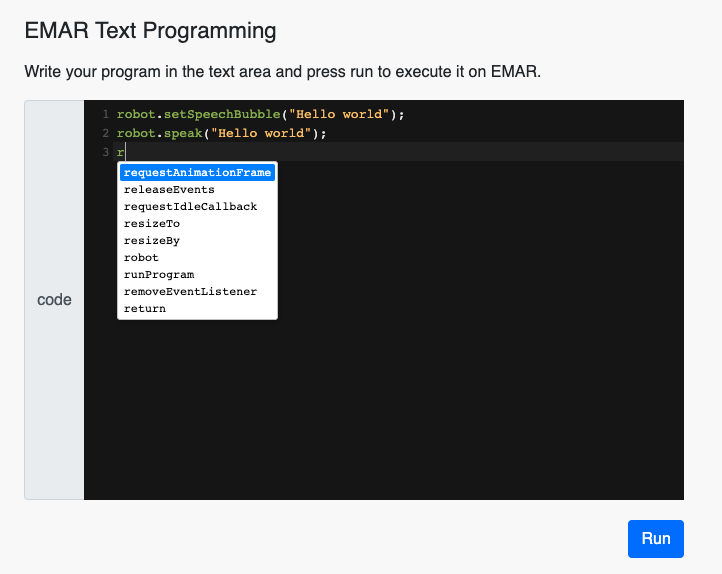 EMAR Text Programming
Write your program in the text area and press run to execute it on EMAR.
1 robot.setSpeechBubble("Hello world");
2 robot.speak("Hello world");
3 r
requestAnimationFrame
releaseEvents
requestIdleCallback
resizeTo
resizeBy
robot
runProgram
removeEventListener
return
code
Run